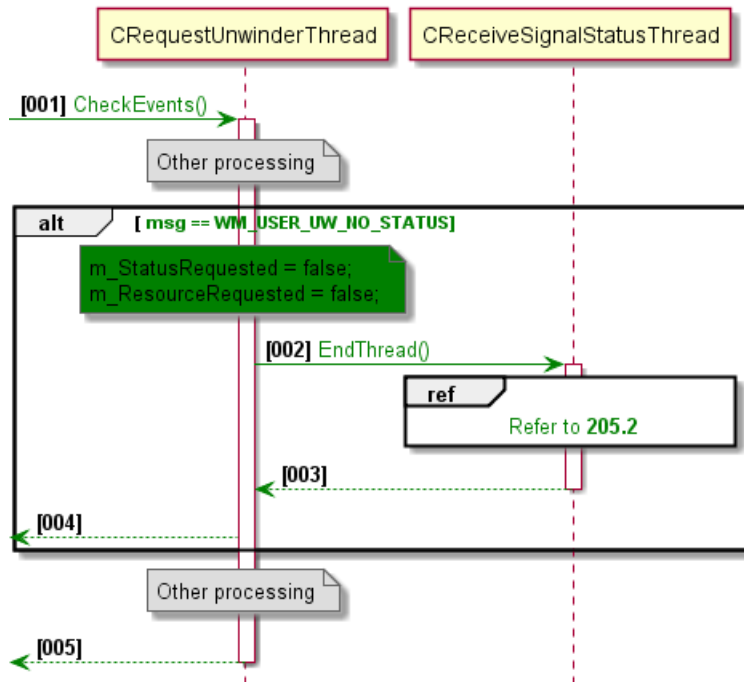 CRequestUnwinderThread
CReceiveSignalStatusThread
[001] CheckEvents()
Other processing
alt
[ msg == WM_USER_UW_NO_STATUS]
m_StatusRequested = false;
m_ResourceRequested = false;
[002] EndThread()
ref
Refer to 205.2
[003]
[004]
Other processing
[005]